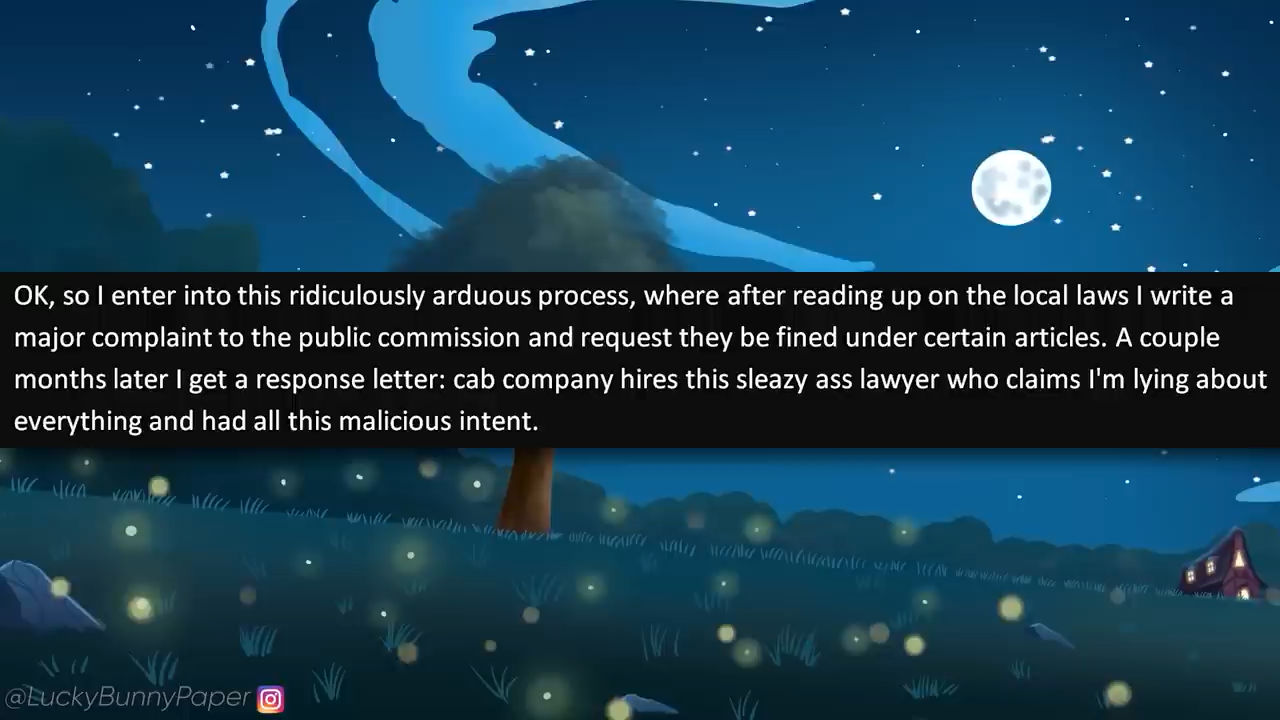 OK, so I enter into this ridiculously arduous process, where after reading up on the local laws I write a
major complaint to the public commission and request they be fined under certain articles. A couple
months later I get a response letter: cab company hires this sleazy ass lawyer who claims I'm lying about
everything and had all this malicious intent.
@LuckyBunnyPaper